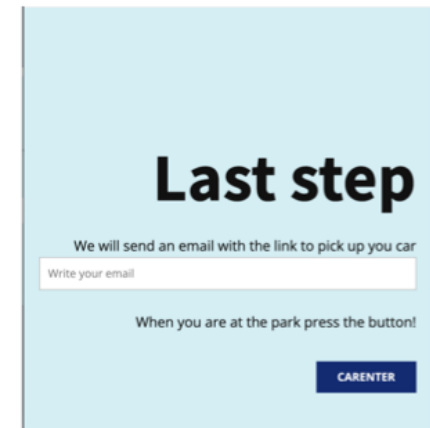 Last step
We will send an email with the link to pick up you car
Write your email
When you are at the park press the button!
CARENTER